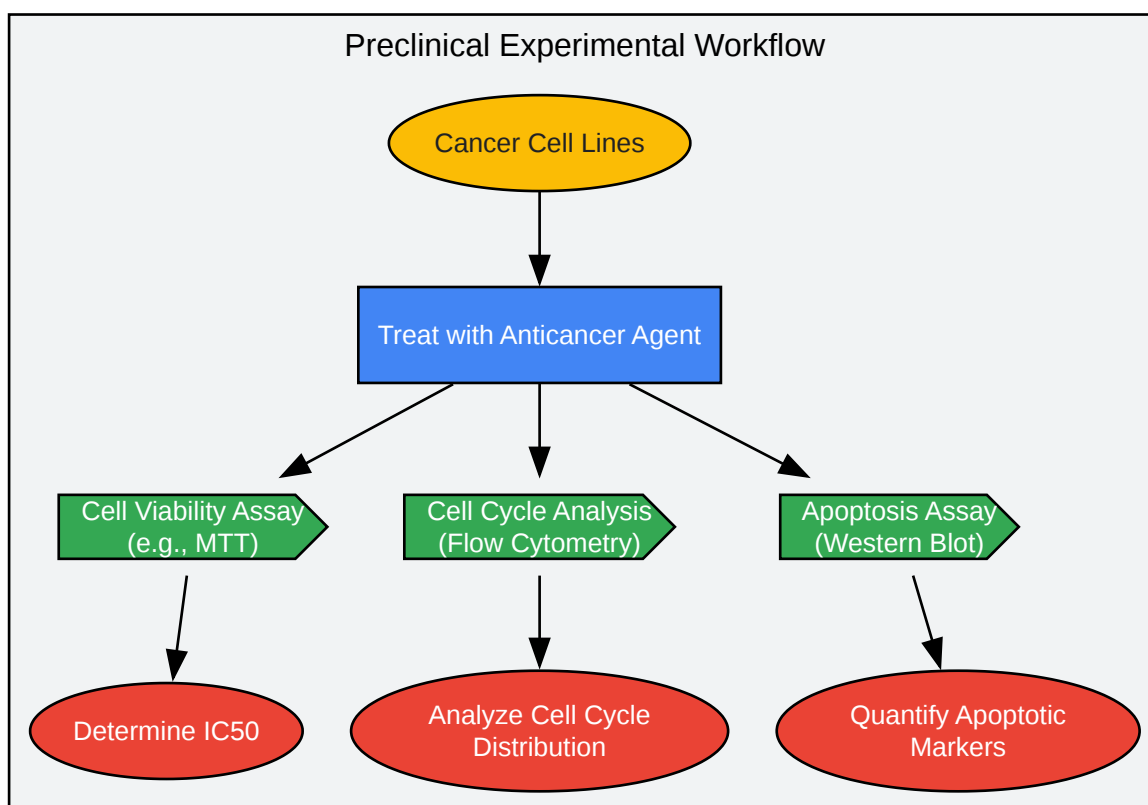 Preclinical Experimental Workflow
Cancer Cell Lines
Treat with Anticancer Agent
Cell Viability Assay
(e.g., MTT)
Cell Cycle Analysis
(Flow Cytometry)
Apoptosis Assay
(Western Blot)
Determine IC50
Analyze Cell Cycle
Distribution
Quantify Apoptotic
Markers